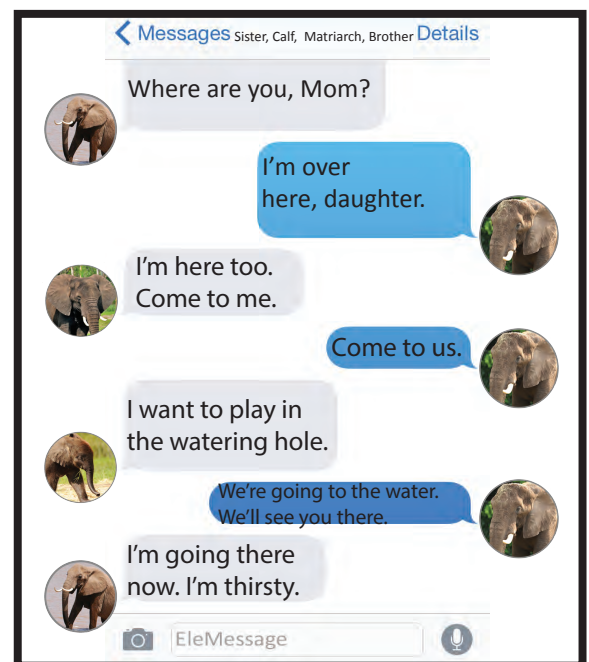 Messages Sister, Calf, Matriarch, Brother Details
Where are you, Mom?
I'm over
here, daughter.
I'm here too.
Come to me.
Come to us.
I want to play in
the watering hole.
We're going to the water.
We'll see you there.
I'm going there
now. I'm thirsty.
EleMessage